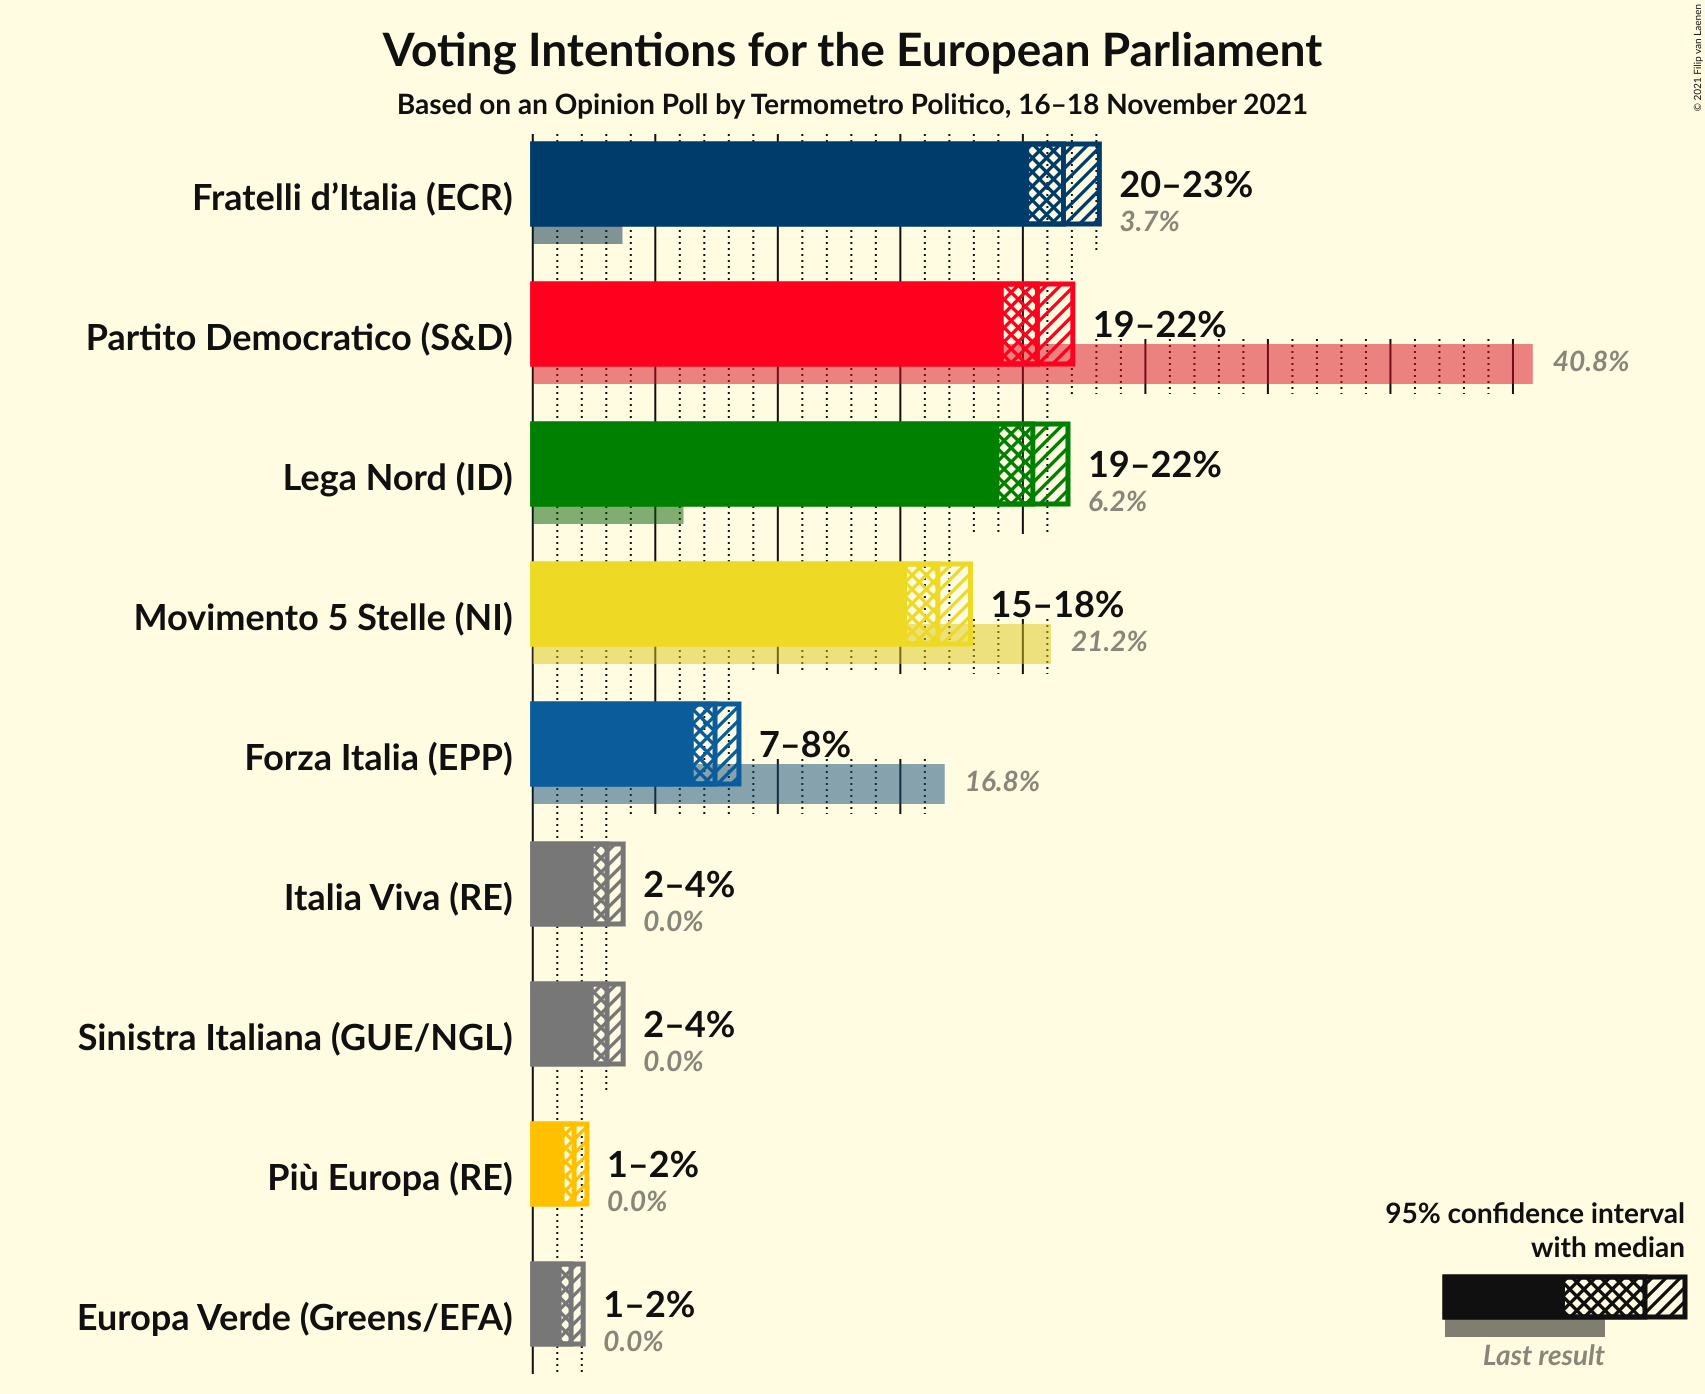 Voting Intentions for the European Parliament
Based on an Opinion Poll by Termometro Politico, 16–18 November 2021
© 2021 Filip van Laenen
Fratelli d’Italia (ECR)
20–23%
3.7%
Partito Democratico (S&D)
19–22%
40.8%
Lega Nord (ID)
19–22%
6.2%
Movimento 5 Stelle (NI)
15–18%
21.2%
Forza Italia (EPP)
7–8%
16.8%
Italia Viva (RE)
2–4%
0.0%
Sinistra Italiana (GUE/NGL)
2–4%
0.0%
Più Europa (RE)
1–2%
0.0%
Europa Verde (Greens/EFA)
1–2%
0.0%
95% confidence interval
with median
Last result